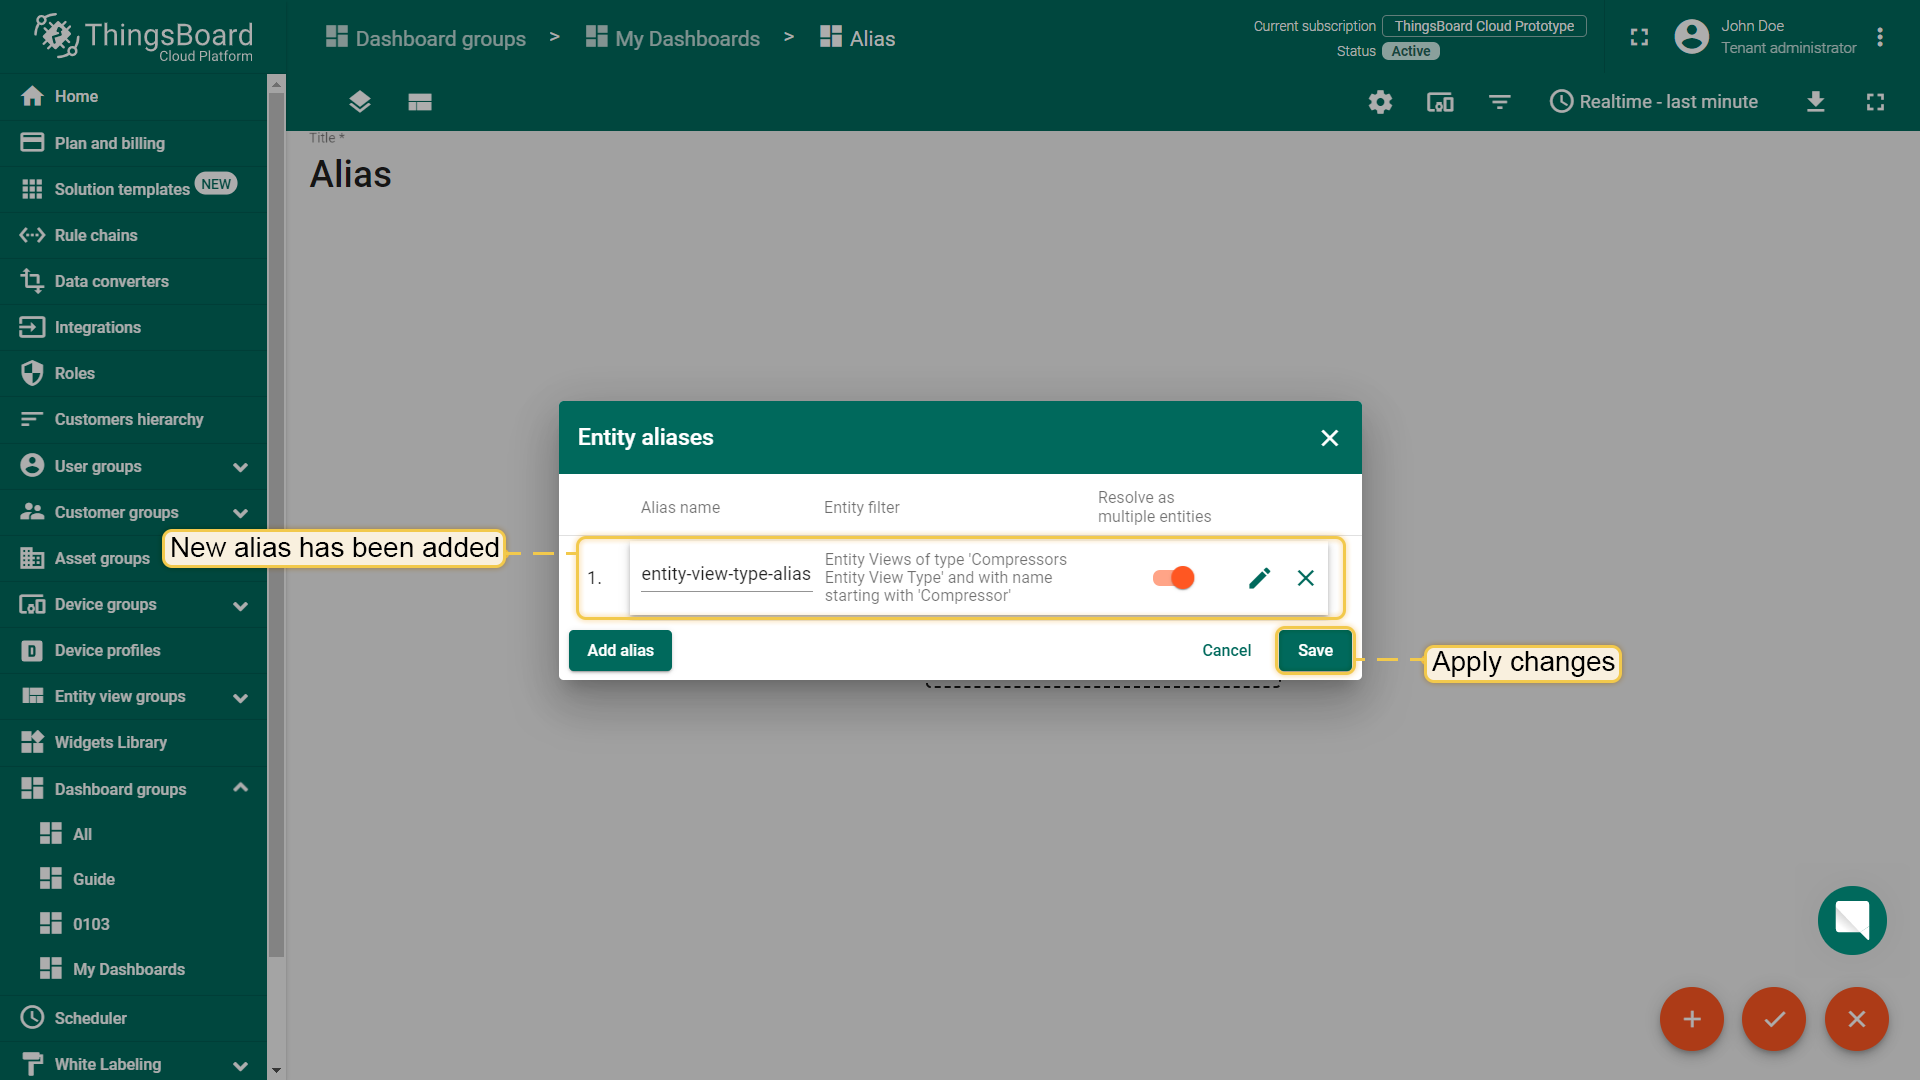 ThingsBoard
Cloud Platform
Dashboard groups > My Dashboards > Alias
Current subscription ThingsBoard Cloud Prototype
Status Active
John Doe
Tenant administrator
Realtime - last minute
Home
Plan and billing
Solution templates NEW
Rule chains
Data converters
Integrations
Roles
Customers hierarchy
User groups
Customer groups
Asset groups
Device groups
Device profiles
Entity view groups
Widgets Library
Dashboard groups
All
Guide
0103
My Dashboards
Scheduler
White Labeling
Title *
Alias
Entity aliases
Alias name
Entity filter
Resolve as
multiple entities
New alias has been added
1.
entity-view-type-alias
Entity Views of type 'Compressors
Entity View Type' and with name
starting with 'Compressor'
Add alias
Cancel
Save
Apply changes